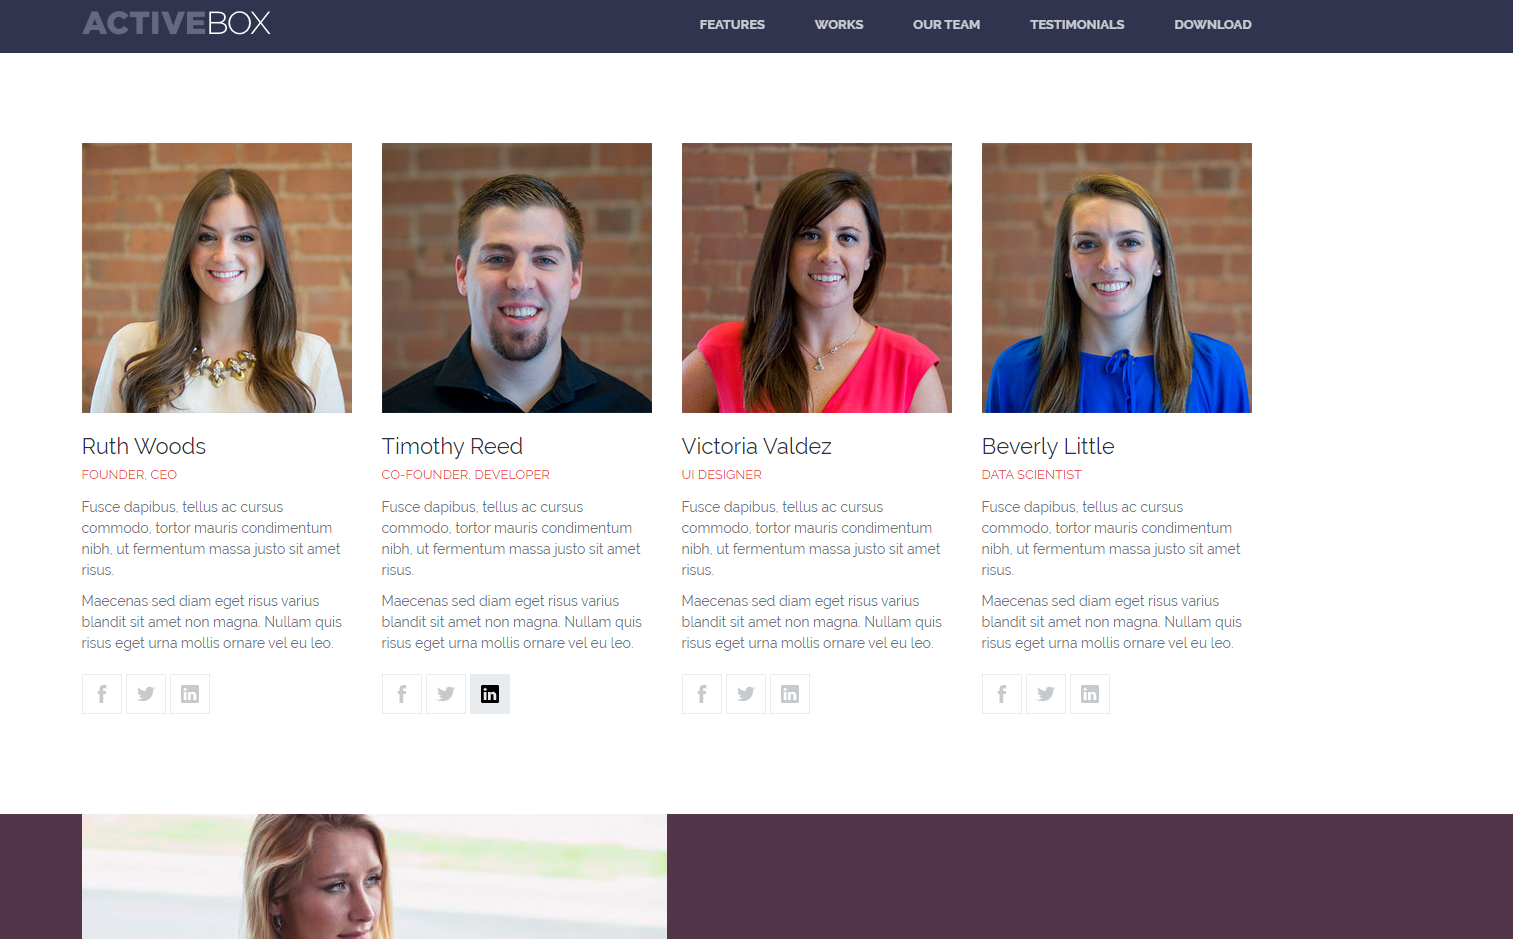 ACTIVEBOX
FEATURES WORKS OUR TEAM TESTIMONIALS DOWNLOAD
Ruth Woods
FOUNDER, CEO
Fusce dapibus, tellus ac cursus
commodo, tortor mauris condimentum
nibh, ut fermentum massa justo sit amet
risus.
Maecenas sed diam eget risus varius
blandit sit amet non magna. Nullam quis
risus eget urna mollis ornare vel eu leo.
Timothy Reed
CO-FOUNDER, DEVELOPER
Fusce dapibus, tellus ac cursus
commodo, tortor mauris condimentum
nibh, ut fermentum massa justo sit amet
risus.
Maecenas sed diam eget risus varius
blandit sit amet non magna. Nullam quis
risus eget urna mollis ornare vel eu leo.
Victoria Valdez
UI DESIGNER
Fusce dapibus, tellus ac cursus
commodo, tortor mauris condimentum
nibh, ut fermentum massa justo sit amet
risus.
Maecenas sed diam eget risus varius
blandit sit amet non magna. Nullam quis
risus eget urna mollis ornare vel eu leo.
Beverly Little
DATA SCIENTIST
Fusce dapibus, tellus ac cursus
commodo, tortor mauris condimentum
nibh, ut fermentum massa justo sit amet
risus.
Maecenas sed diam eget risus varius
blandit sit amet non magna. Nullam quis
risus eget urna mollis ornare vel eu leo.